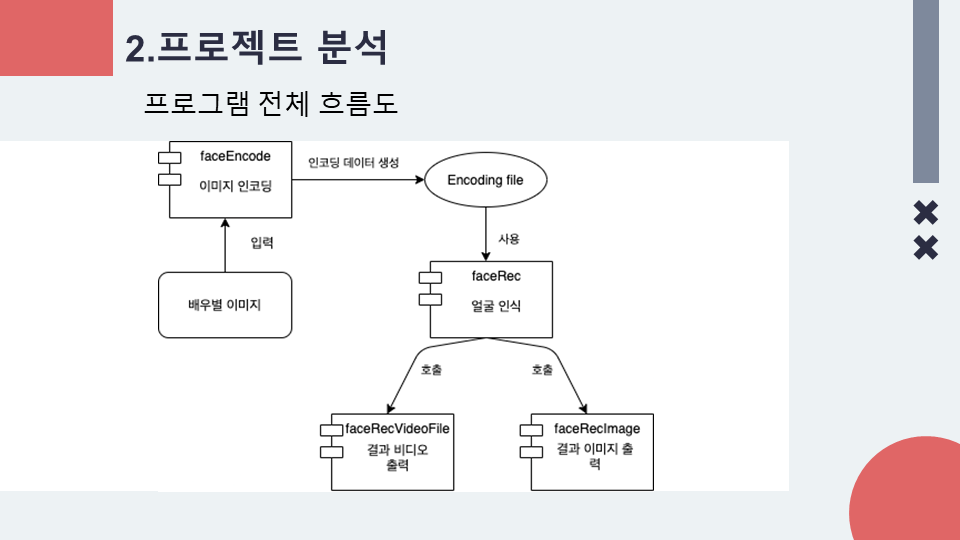 2.프로젝트 분석
프로그램 전체 흐름도
faceEncode
이미지 인코딩
인코딩 데이터 생성
Encoding file
입력
사용
배우별 이미지
faceRec
얼굴 인식
호출
호출
faceRecVideoFile
결과 비디오
출력
faceRecImage
결과 이미지 출
력